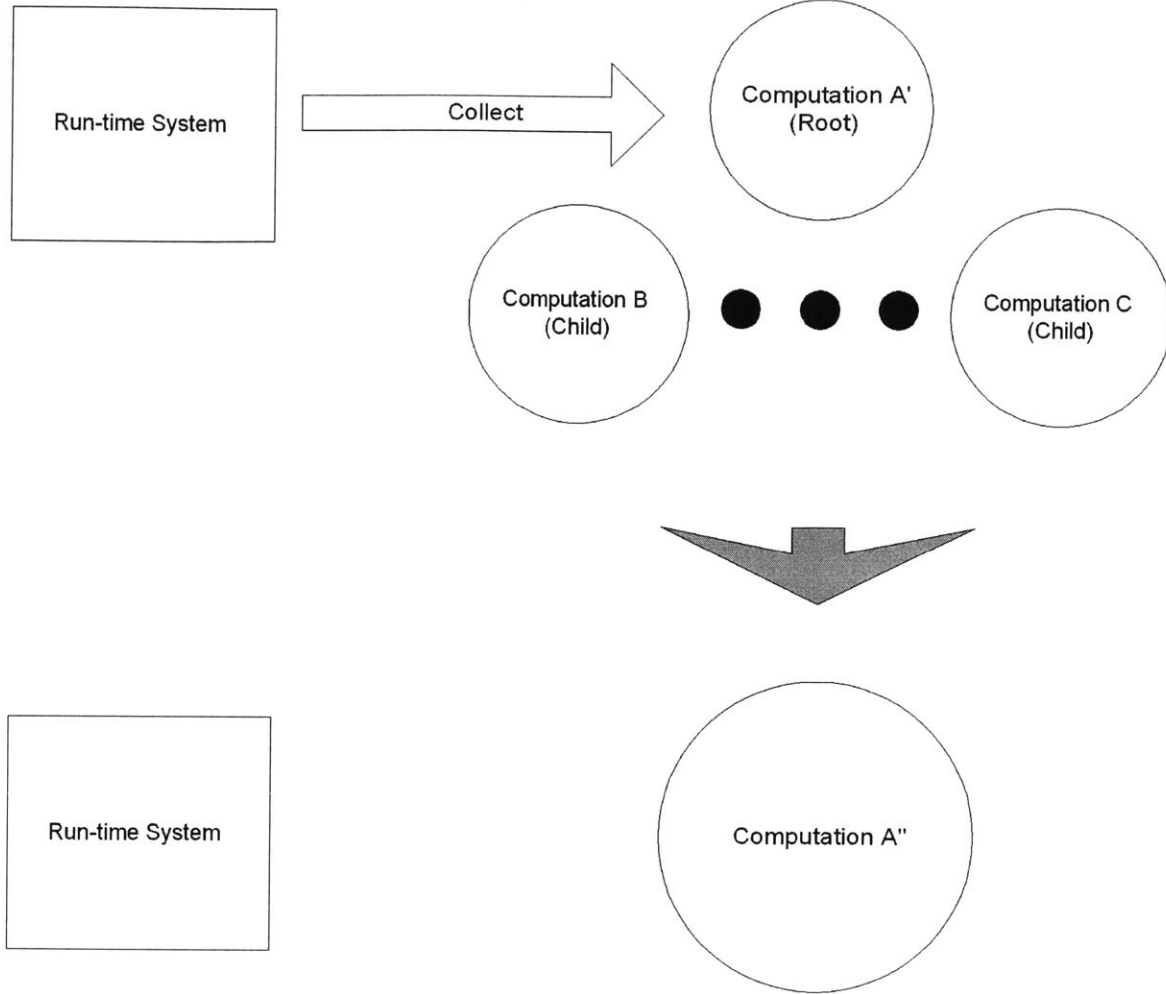 Run-time System
Collect
Computation A'
(Root)
Computation B
(Child)
Computation C
(Child)
Run-time System
Computation A"